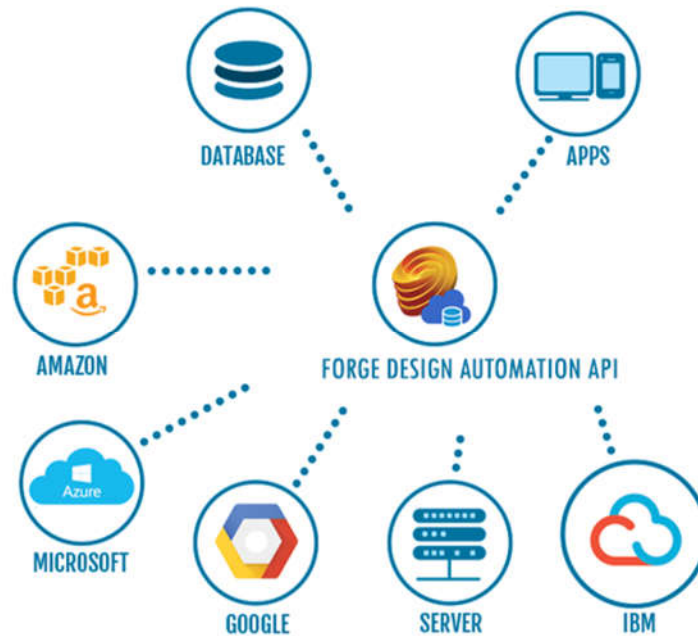 DATABASE
APPS
a
AMAZON
FORGE DESIGN AUTOMATION API
Azure
MICROSOFT
GOOGLE
SERVER
IBM